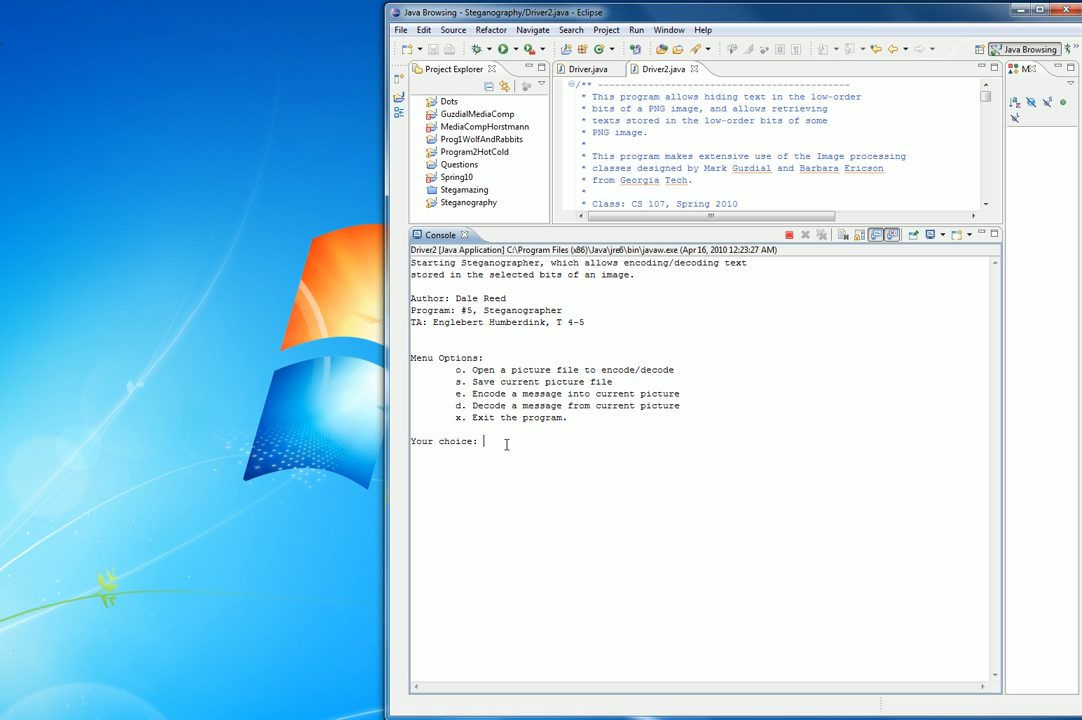 Java Browsing - Steganography/Driver2.java - Eclipse
File Edit Source Refactor Navigate Search Project Run Window Help
Java Browsing
Project Explorer
Driver.java Driver2.java
Dots
GuzdialMediaComp
MediaCompHorstmann
Prog1WolfAndRabbits
Program2HotCold
Questions
Spring10
Stegamazing
Steganography
/** ----------------------------------------------
* This program allows hiding text in the low-order
* bits of a PNG image, and allows retrieving
* texts stored in the low-order bits of some
* PNG image.
*
* This program makes extensive use of the Image processing
* classes designed by Mark Guzdial and Barbara Ericson
* from Georgia Tech.
*
* Class: CS 107, Spring 2010
Console
Driver2 [Java Application] C:\Program Files (x86)\Java\jre6\bin\javaw.exe (Apr 16, 2010 12:23:27 AM)
Starting Steganographer, which allows encoding/decoding text
stored in the selected bits of an image.
Author: Dale Reed
Program: #5, Steganographer
TA: Englebert Humberdink, T 4-5
Menu Options:
o. Open a picture file to encode/decode
s. Save current picture file
e. Encode a message into current picture
d. Decode a message from current picture
x. Exit the program.
Your choice: